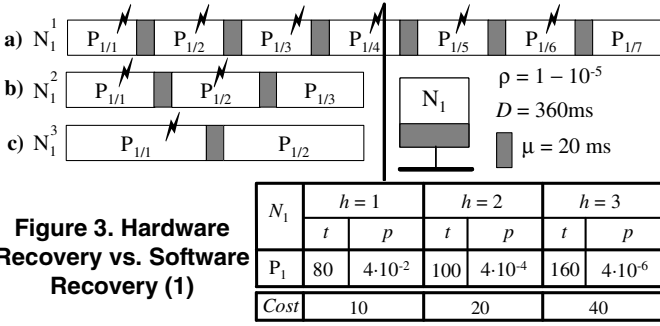 a) N₁¹ P₁/₁ P₁/₂ P₁/₃ P₁/₄ P₁/₅ P₁/₆ P₁/₇
b) N₁² P₁/₁ P₁/₂ P₁/₃
c) N₁³ P₁/₁ P₁/₂
N₁
ρ = 1 − 10⁻⁵
D = 360ms
μ = 20 ms
Figure 3. Hardware
Recovery vs. Software
Recovery (1)
N₁ h = 1 h = 2 h = 3
t p t p t p
P₁ 80 4·10⁻² 100 4·10⁻⁴ 160 4·10⁻⁶
Cost 10 20 40